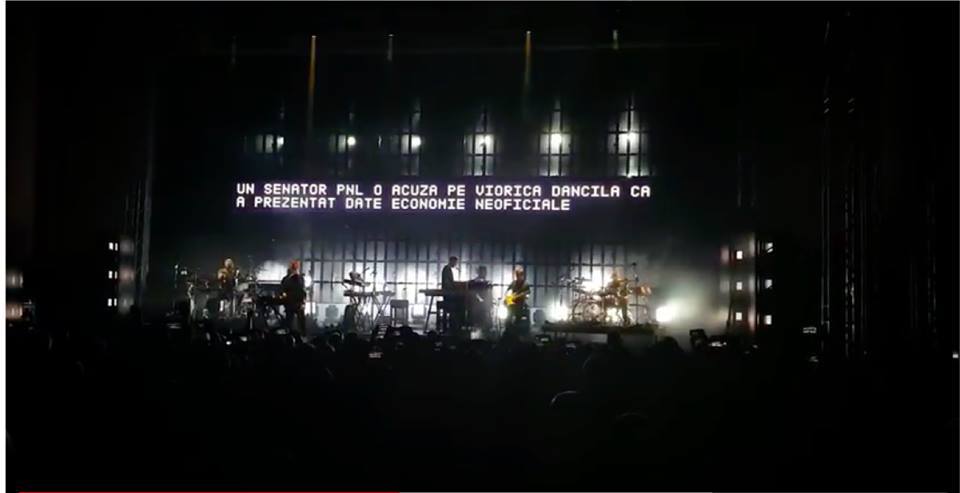 UN SENATOR PNL O ACUZA PE VIORICA DANCILA CA
A PREZENTAT DATE ECONOMIE NEOFICIALE